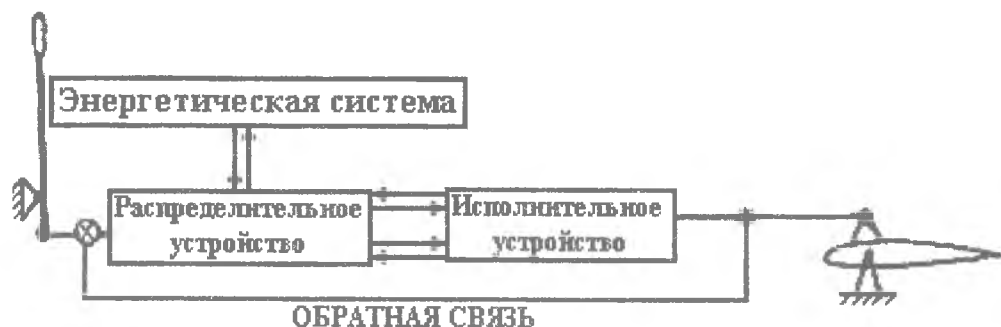 Энергетическая система
Распределительное
устройство
Исполнительное
устройство
ОБРАТНАЯ СВЯЗЬ